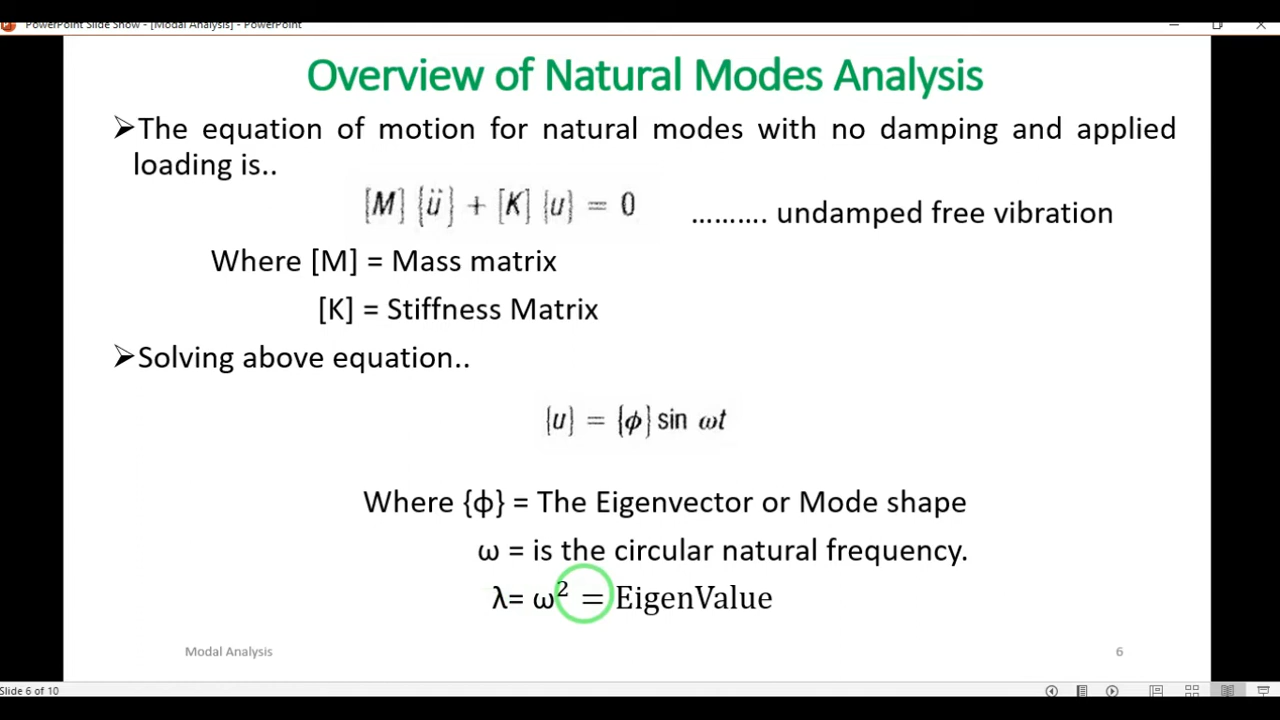 PowerPoint Slide Show - [Modal Analysis] - PowerPoint
Overview of Natural Modes Analysis
➢The equation of motion for natural modes with no damping and applied
loading is..
[M] {ü} + [K] {u} = 0 ………. undamped free vibration
Where [M] = Mass matrix
[K] = Stiffness Matrix
➢Solving above equation..
{u} = {ϕ} sin ωt
Where {ф} = The Eigenvector or Mode shape
ω = is the circular natural frequency.
λ= ω² = EigenValue
Modal Analysis 6
Slide 6 of 10